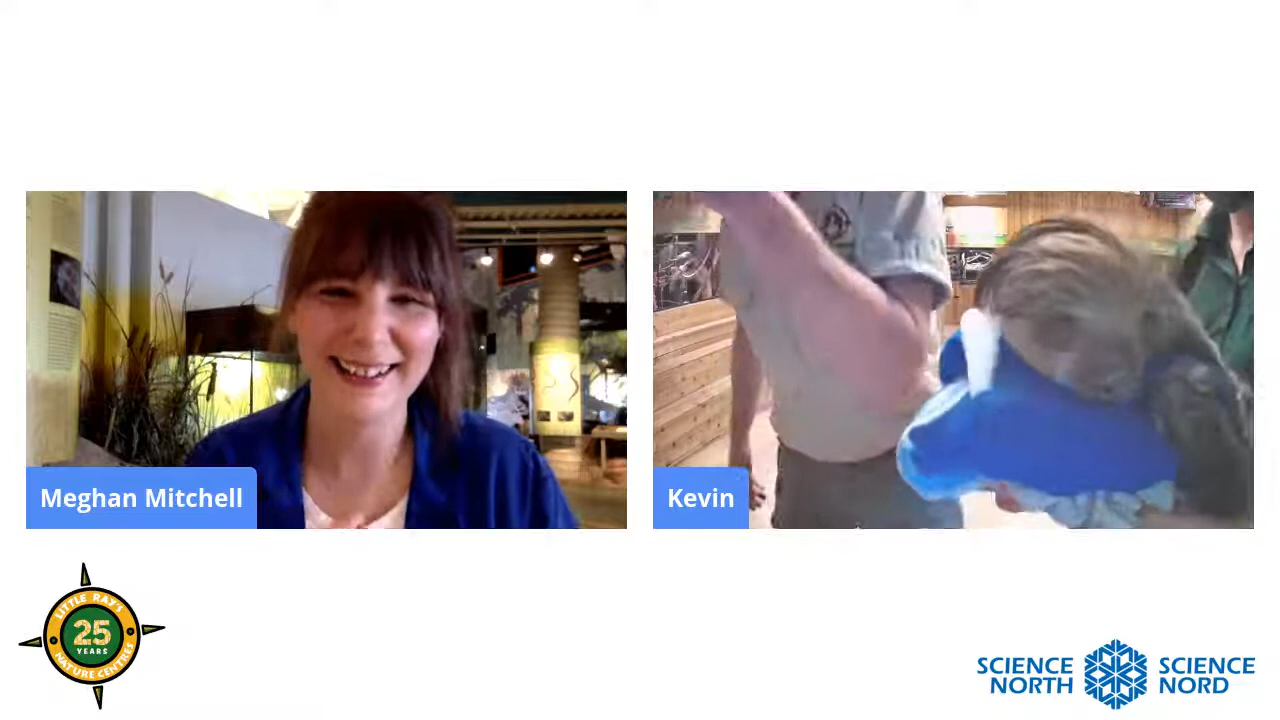 Meghan Mitchell
Kevin
LITTLE RAY'S
25
YEARS
NATURE CENTRES
SCIENCE NORTH
SCIENCE NORD